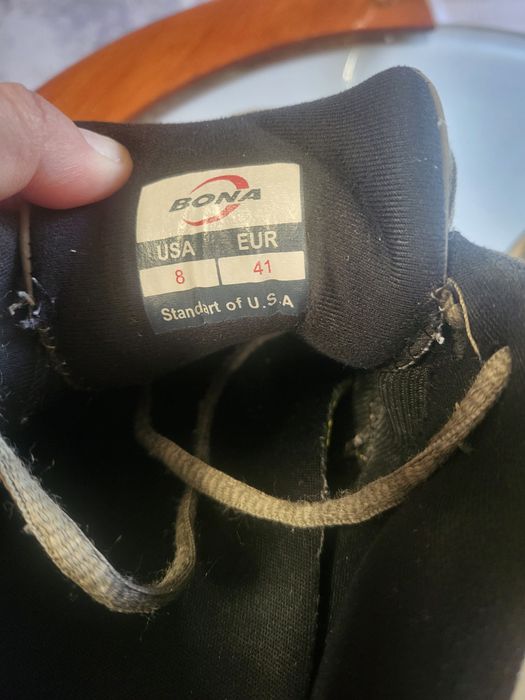 BONA
USA EUR
8 41
Standart of U.S.A